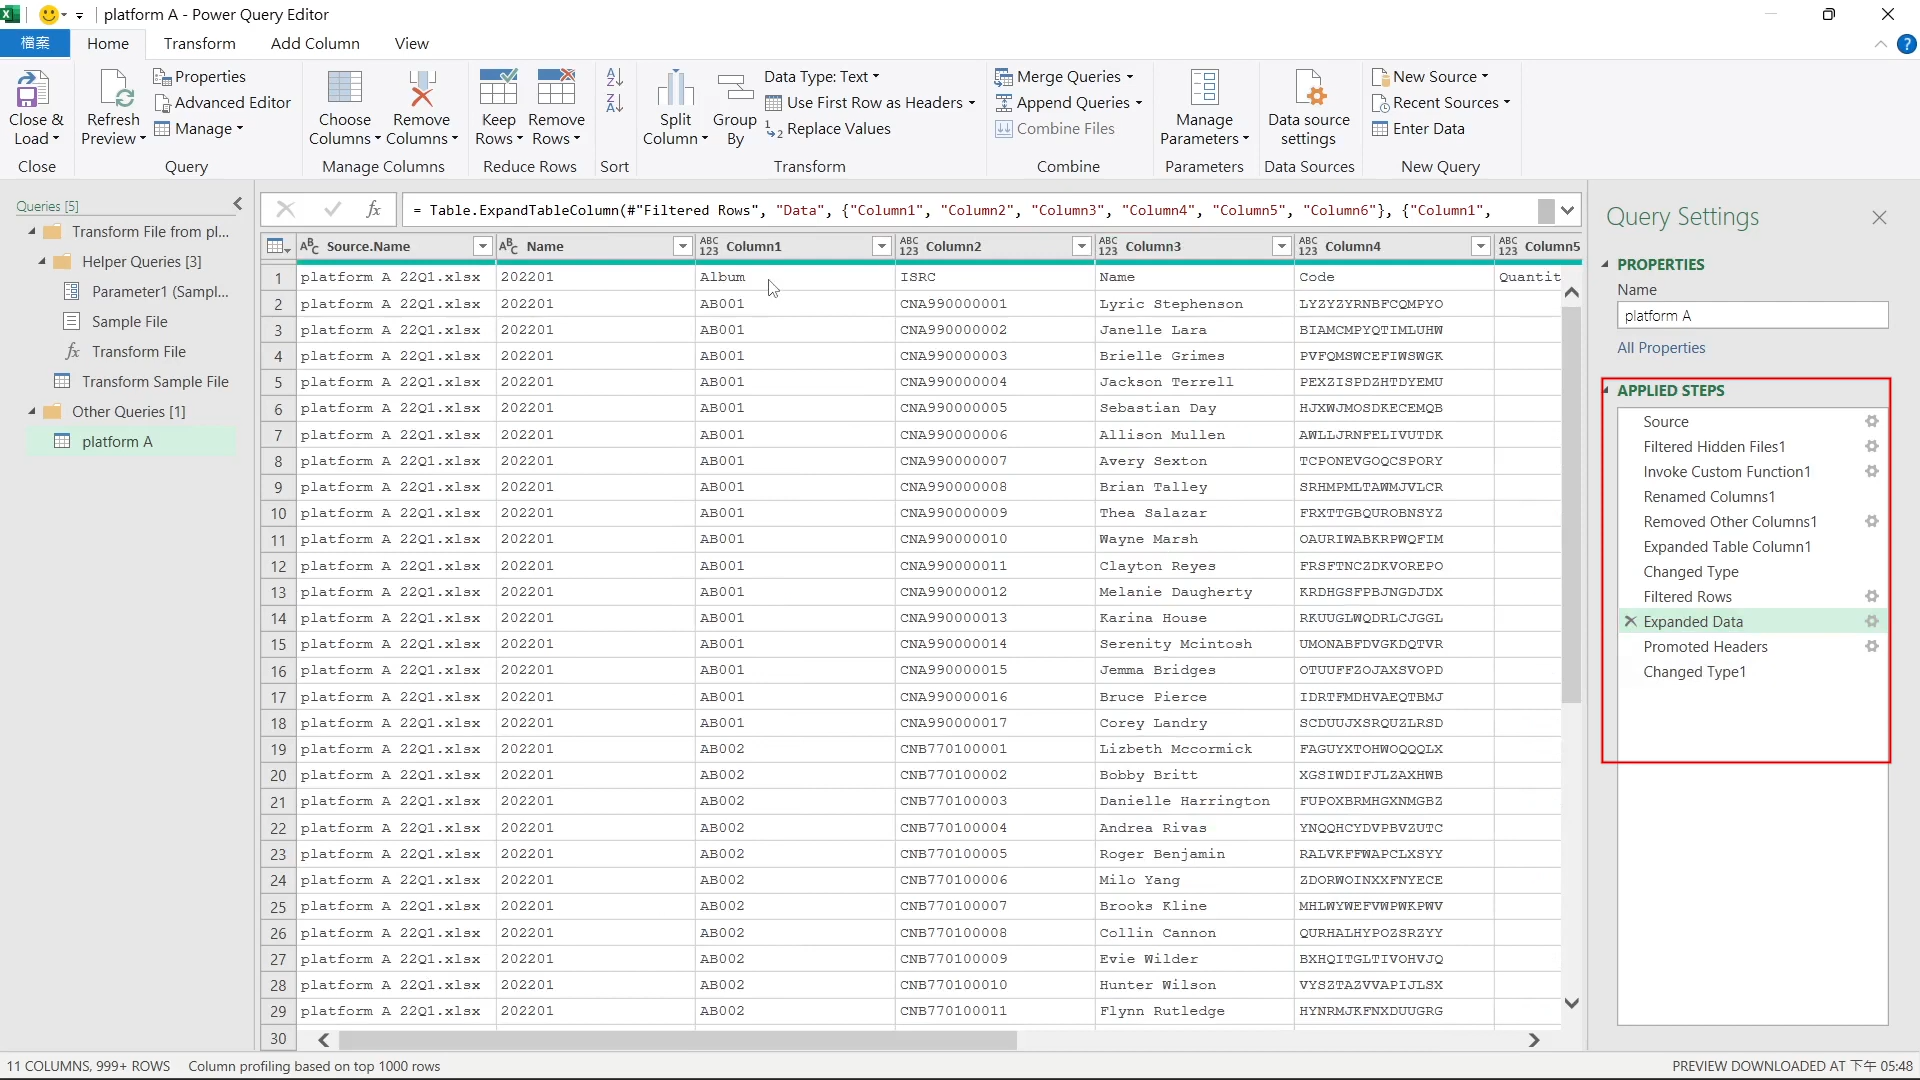 platform A - Power Query Editor
檔案 Home Transform Add Column View
Close & Load
Refresh Preview
Properties
Advanced Editor
Manage
Choose Columns
Remove Columns
Keep Rows
Remove Rows
Split Column
Group By
Data Type: Text
Use First Row as Headers
Replace Values
Merge Queries
Append Queries
Combine Files
Manage Parameters
Data source settings
New Source
Recent Sources
Enter Data
Close Query Manage Columns Reduce Rows Sort Transform Combine Parameters Data Sources New Query
Queries [5]
Transform File from pl...
Helper Queries [3]
Parameter1 (Sampl...
Sample File
fx Transform File
Transform Sample File
Other Queries [1]
platform A
fx = Table.ExpandTableColumn(#"Filtered Rows", "Data", {"Column1", "Column2", "Column3", "Column4", "Column5", "Column6"}, {"Column1",
ABC Source.Name ABC Name ABC 123 Column1 ABC 123 Column2 ABC 123 Column3 ABC 123 Column4 ABC 123 Column5
1 platform A 22Q1.xlsx 202201 Album ISRC Name Code Quantit
2 platform A 22Q1.xlsx 202201 AB001 CNA990000001 Lyric Stephenson LYZYZYRNBFCQMPYO
3 platform A 22Q1.xlsx 202201 AB001 CNA990000002 Janelle Lara BIAMCMPYQTIMLUHW
4 platform A 22Q1.xlsx 202201 AB001 CNA990000003 Brielle Grimes PVFQMSWCEFIWSWGK
5 platform A 22Q1.xlsx 202201 AB001 CNA990000004 Jackson Terrell PEXZISPDZHTDYEMU
6 platform A 22Q1.xlsx 202201 AB001 CNA990000005 Sebastian Day HJXWJMOSDKECEMQB
7 platform A 22Q1.xlsx 202201 AB001 CNA990000006 Allison Mullen AWLLJRNFELIVUTDK
8 platform A 22Q1.xlsx 202201 AB001 CNA990000007 Avery Sexton TCPONEVGOQCSPORY
9 platform A 22Q1.xlsx 202201 AB001 CNA990000008 Brian Talley SRHMPMLTAWMJVLCR
10 platform A 22Q1.xlsx 202201 AB001 CNA990000009 Thea Salazar FRXTTGBQUROBNSYZ
11 platform A 22Q1.xlsx 202201 AB001 CNA990000010 Wayne Marsh OAURIWABKRPWQFIM
12 platform A 22Q1.xlsx 202201 AB001 CNA990000011 Clayton Reyes FRSFTNCZDKVOREPO
13 platform A 22Q1.xlsx 202201 AB001 CNA990000012 Melanie Daugherty KRDHGSFPBJNGDJDX
14 platform A 22Q1.xlsx 202201 AB001 CNA990000013 Karina House RKUUGLWQDRLCJGGL
15 platform A 22Q1.xlsx 202201 AB001 CNA990000014 Serenity Mcintosh UMONABFDVGKDQTVR
16 platform A 22Q1.xlsx 202201 AB001 CNA990000015 Jemma Bridges OTUUFFZOJAXSVOPD
17 platform A 22Q1.xlsx 202201 AB001 CNA990000016 Bruce Pierce IDRTFMDHVAEQTBMJ
18 platform A 22Q1.xlsx 202201 AB001 CNA990000017 Corey Landry SCDUUJXSRQUZLRSD
19 platform A 22Q1.xlsx 202201 AB002 CNB770100001 Lizbeth Mccormick FAGUYXTOHWOQQQLX
20 platform A 22Q1.xlsx 202201 AB002 CNB770100002 Bobby Britt XGSIWDIFJLZAXHWB
21 platform A 22Q1.xlsx 202201 AB002 CNB770100003 Danielle Harrington FUPOXBRMHGXNMGBZ
22 platform A 22Q1.xlsx 202201 AB002 CNB770100004 Andrea Rivas YNQQHCYDVPBVZUTC
23 platform A 22Q1.xlsx 202201 AB002 CNB770100005 Roger Benjamin RALVKFFWAPCLXSYY
24 platform A 22Q1.xlsx 202201 AB002 CNB770100006 Milo Yang ZDORWOINXXFNYECE
25 platform A 22Q1.xlsx 202201 AB002 CNB770100007 Brooks Kline MHLWYWEFVWPWKPWV
26 platform A 22Q1.xlsx 202201 AB002 CNB770100008 Collin Cannon QURHALHYPOZSRZYY
27 platform A 22Q1.xlsx 202201 AB002 CNB770100009 Evie Wilder BXHQITGLTIVOHVJQ
28 platform A 22Q1.xlsx 202201 AB002 CNB770100010 Hunter Wilson VYSZTAZVVAPIJLSX
29 platform A 22Q1.xlsx 202201 AB002 CNB770100011 Flynn Rutledge HYNRMJKFNXDUUGRG
30
Query Settings
PROPERTIES
Name
platform A
All Properties
APPLIED STEPS
Source
Filtered Hidden Files1
Invoke Custom Function1
Renamed Columns1
Removed Other Columns1
Expanded Table Column1
Changed Type
Filtered Rows
Expanded Data
Promoted Headers
Changed Type1
11 COLUMNS, 999+ ROWS Column profiling based on top 1000 rows PREVIEW DOWNLOADED AT 下午 05:48